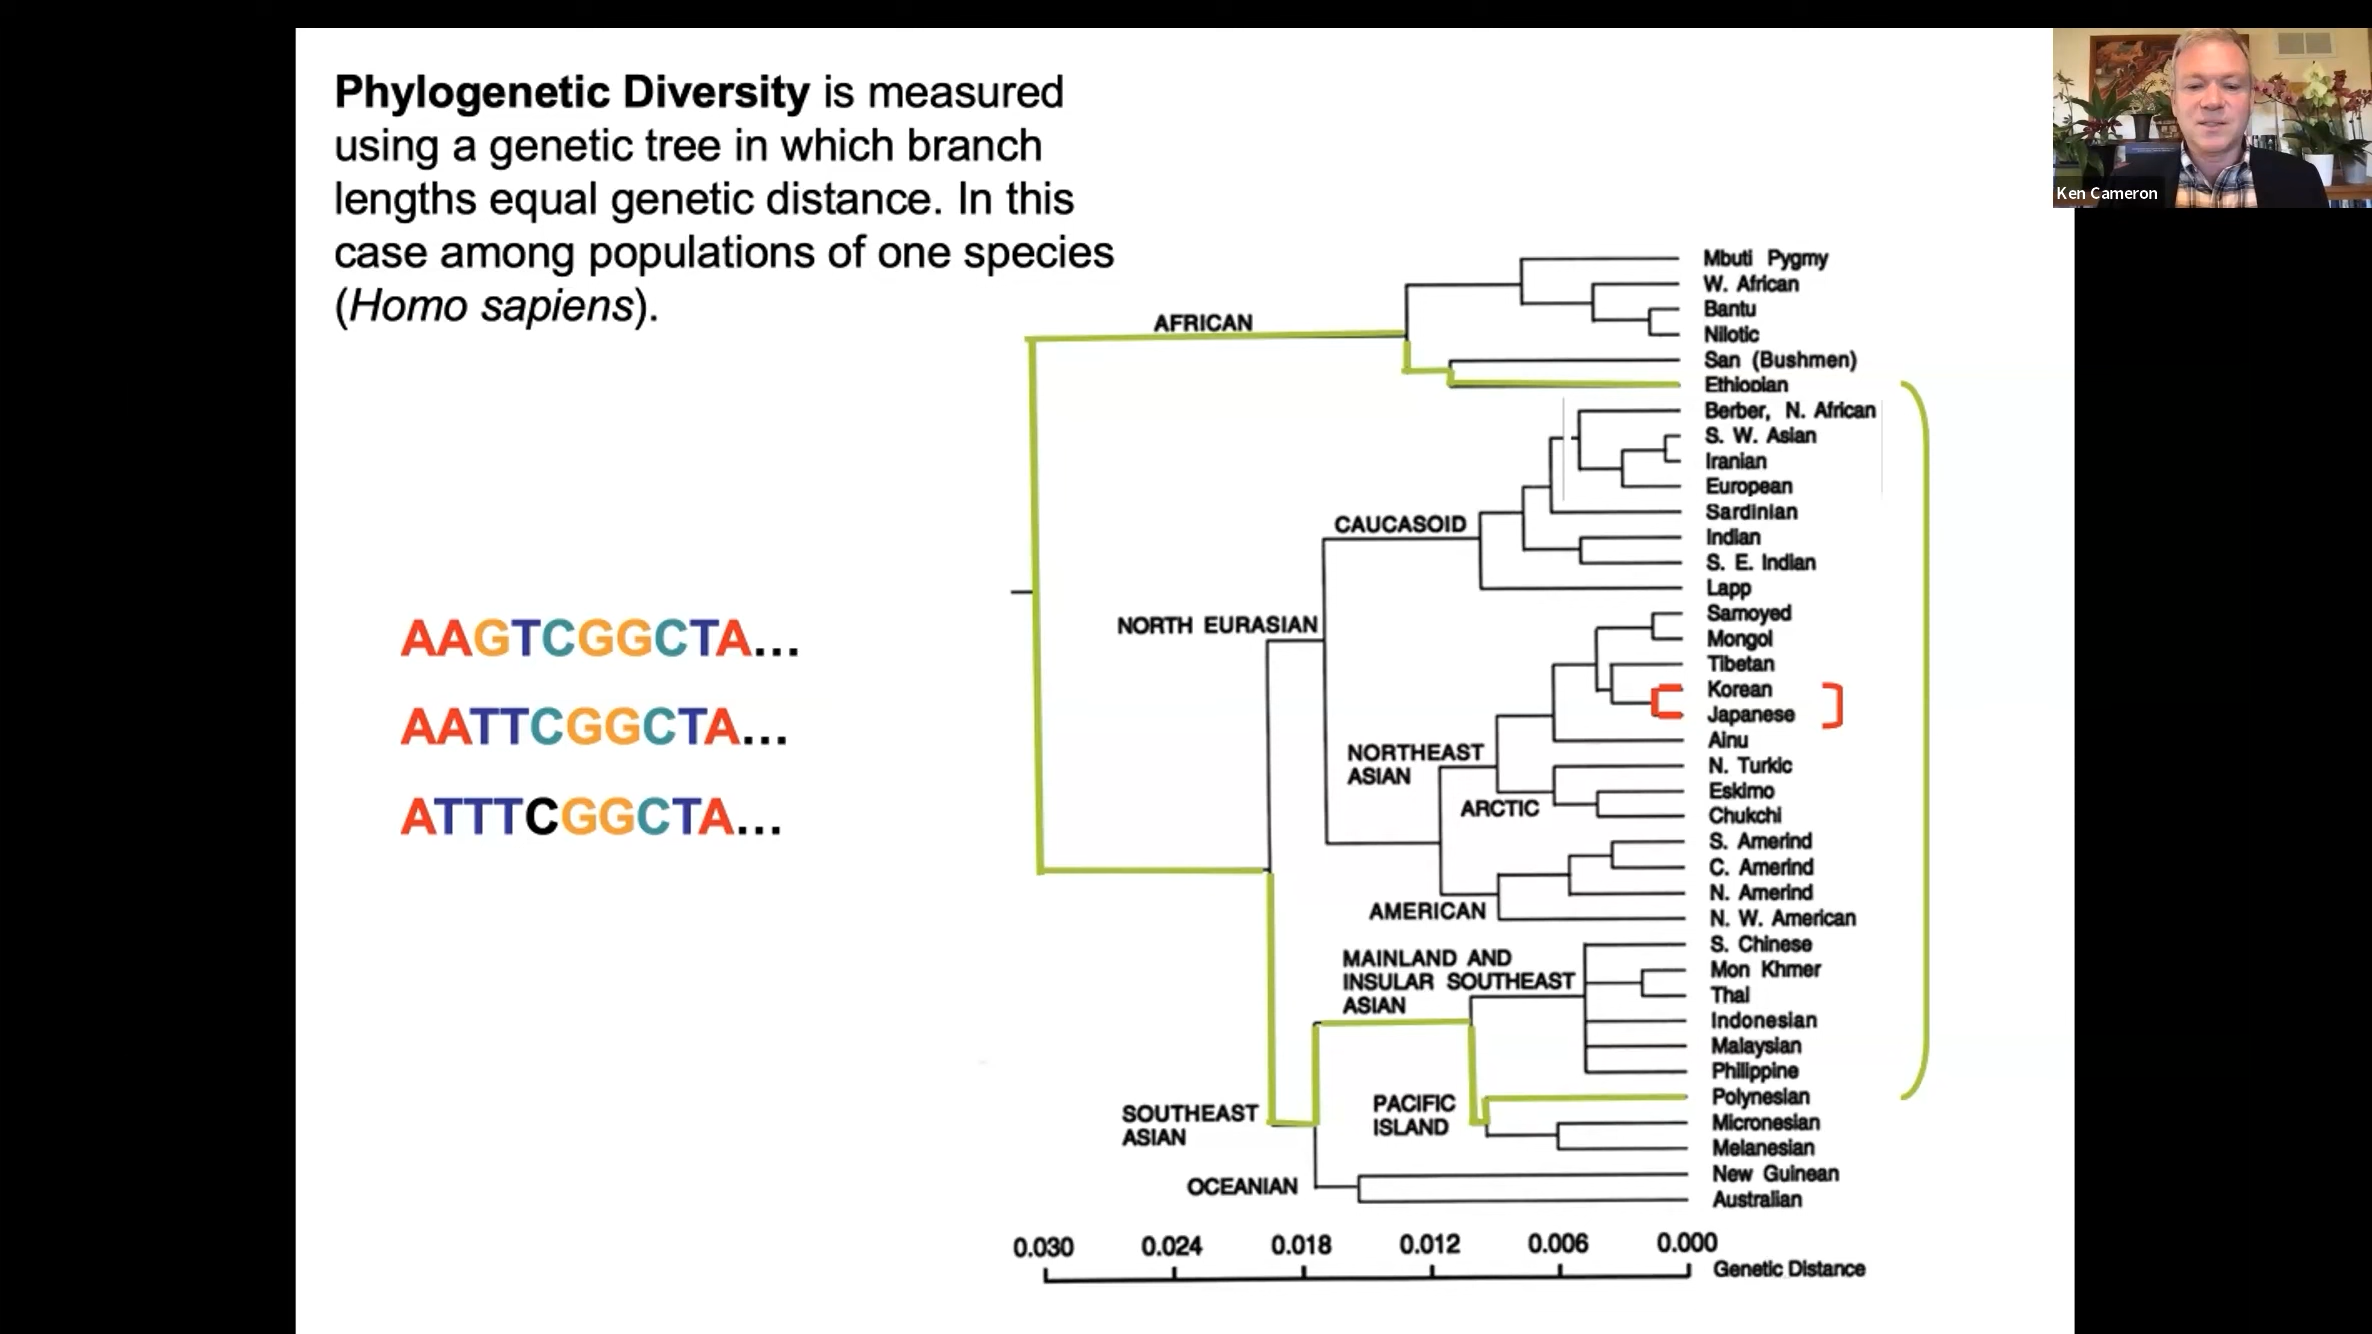 Phylogenetic Diversity is measured
using a genetic tree in which branch
lengths equal genetic distance. In this
case among populations of one species
(Homo sapiens).
Ken Cameron
AAGTCGGCTA...
AATTCGGCTA...
ATTTCGGCTA...
AFRICAN
CAUCASOID
NORTH EURASIAN
NORTHEAST
ASIAN
ARCTIC
AMERICAN
MAINLAND AND
INSULAR SOUTHEAST
ASIAN
PACIFIC
ISLAND
SOUTHEAST
ASIAN
OCEANIAN
Mbuti Pygmy
W. African
Bantu
Nilotic
San (Bushmen)
Ethiopian
Berber, N. African
S. W. Asian
Iranian
European
Sardinian
Indian
S. E. Indian
Lapp
Samoyed
Mongol
Tibetan
Korean
Japanese
Ainu
N. Turkic
Eskimo
Chukchi
S. Amerind
C. Amerind
N. Amerind
N. W. American
S. Chinese
Mon Khmer
Thai
Indonesian
Malaysian
Philippine
Polynesian
Micronesian
Melanesian
New Guinean
Australian
0.030 0.024 0.018 0.012 0.006 0.000
Genetic Distance